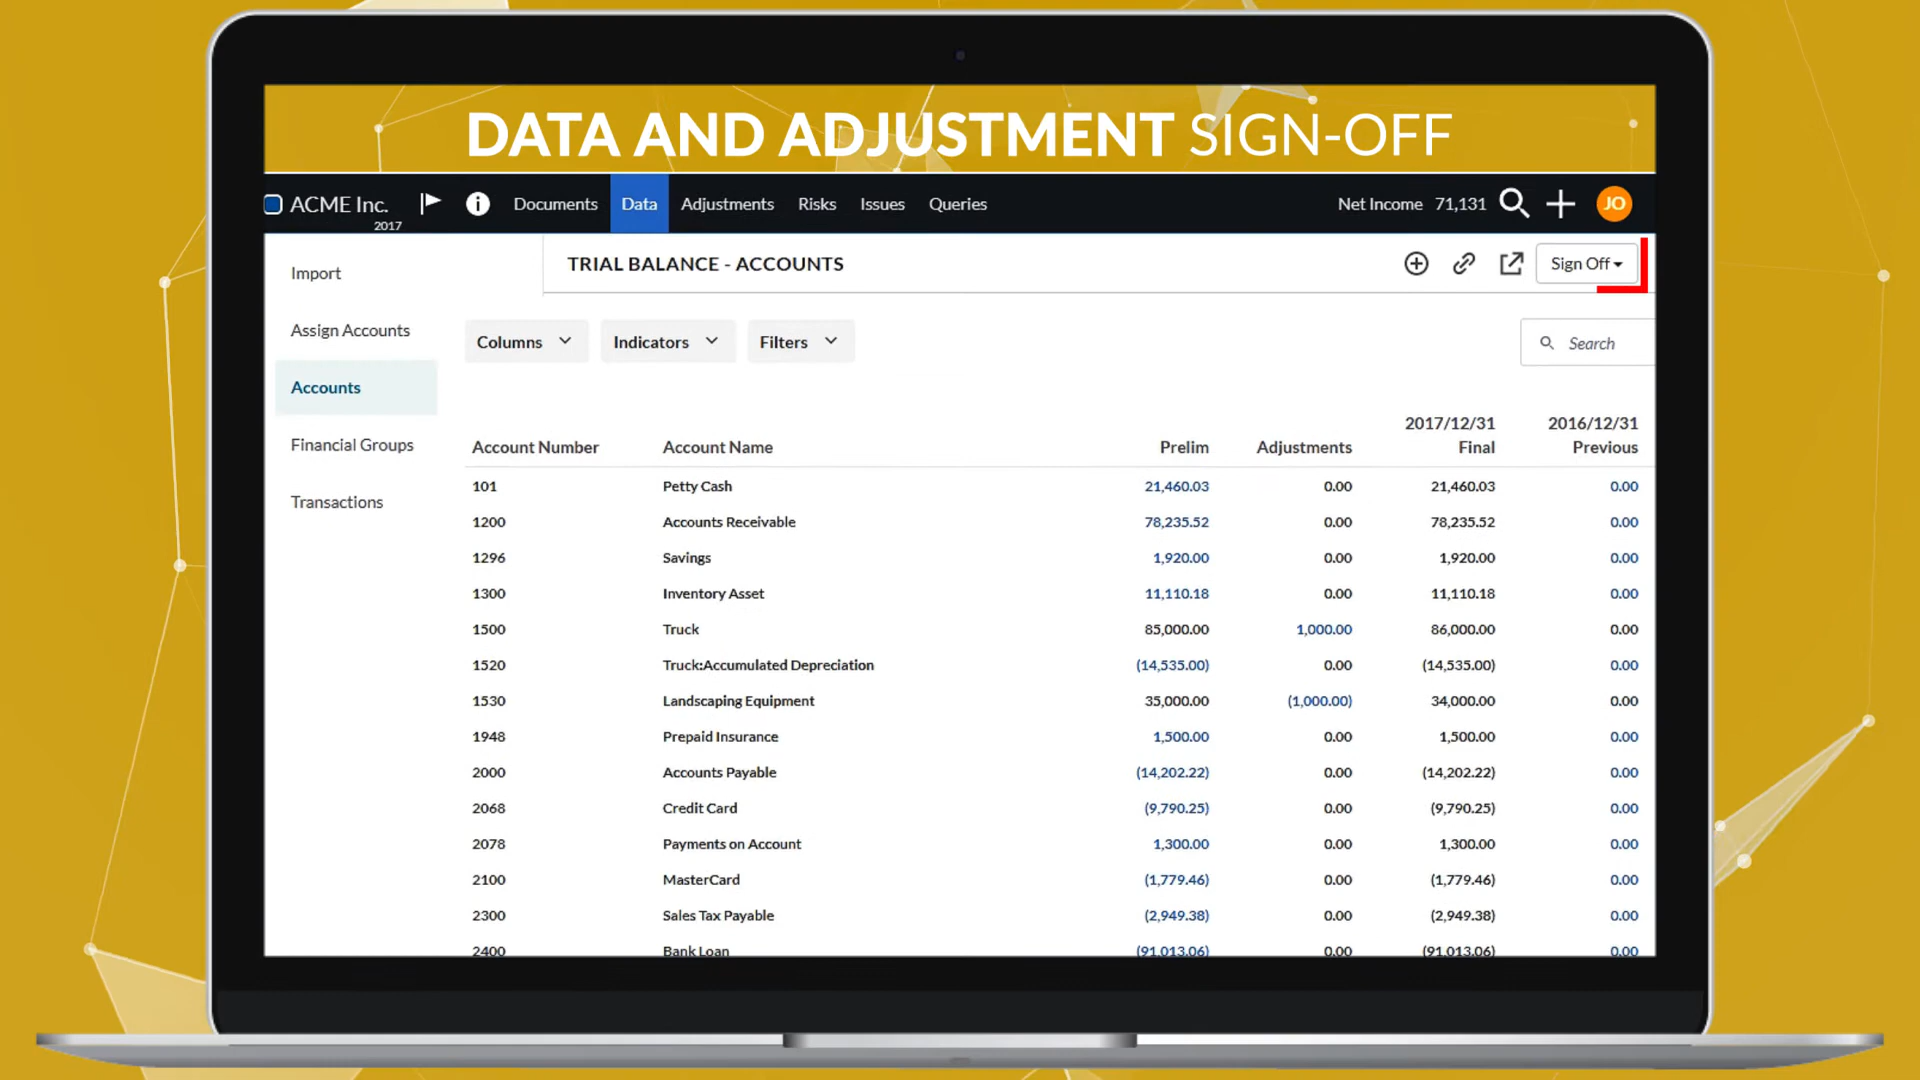 DATA AND ADJUSTMENT SIGN-OFF
ACME Inc. 2017 Documents Data Adjustments Risks Issues Queries Net Income 71,131 JO
Import
Assign Accounts
Accounts
Financial Groups
Transactions
TRIAL BALANCE - ACCOUNTS Sign Off
Columns Indicators Filters Search
2017/12/31 2016/12/31
Account Number Account Name Prelim Adjustments Final Previous
101 Petty Cash 21,460.03 0.00 21,460.03 0.00
1200 Accounts Receivable 78,235.52 0.00 78,235.52 0.00
1296 Savings 1,920.00 0.00 1,920.00 0.00
1300 Inventory Asset 11,110.18 0.00 11,110.18 0.00
1500 Truck 85,000.00 1,000.00 86,000.00 0.00
1520 Truck:Accumulated Depreciation (14,535.00) 0.00 (14,535.00) 0.00
1530 Landscaping Equipment 35,000.00 (1,000.00) 34,000.00 0.00
1948 Prepaid Insurance 1,500.00 0.00 1,500.00 0.00
2000 Accounts Payable (14,202.22) 0.00 (14,202.22) 0.00
2068 Credit Card (9,790.25) 0.00 (9,790.25) 0.00
2078 Payments on Account 1,300.00 0.00 1,300.00 0.00
2100 MasterCard (1,779.46) 0.00 (1,779.46) 0.00
2300 Sales Tax Payable (2,949.38) 0.00 (2,949.38) 0.00
2400 Bank Loan (91,013.06) 0.00 (91,013.06) 0.00